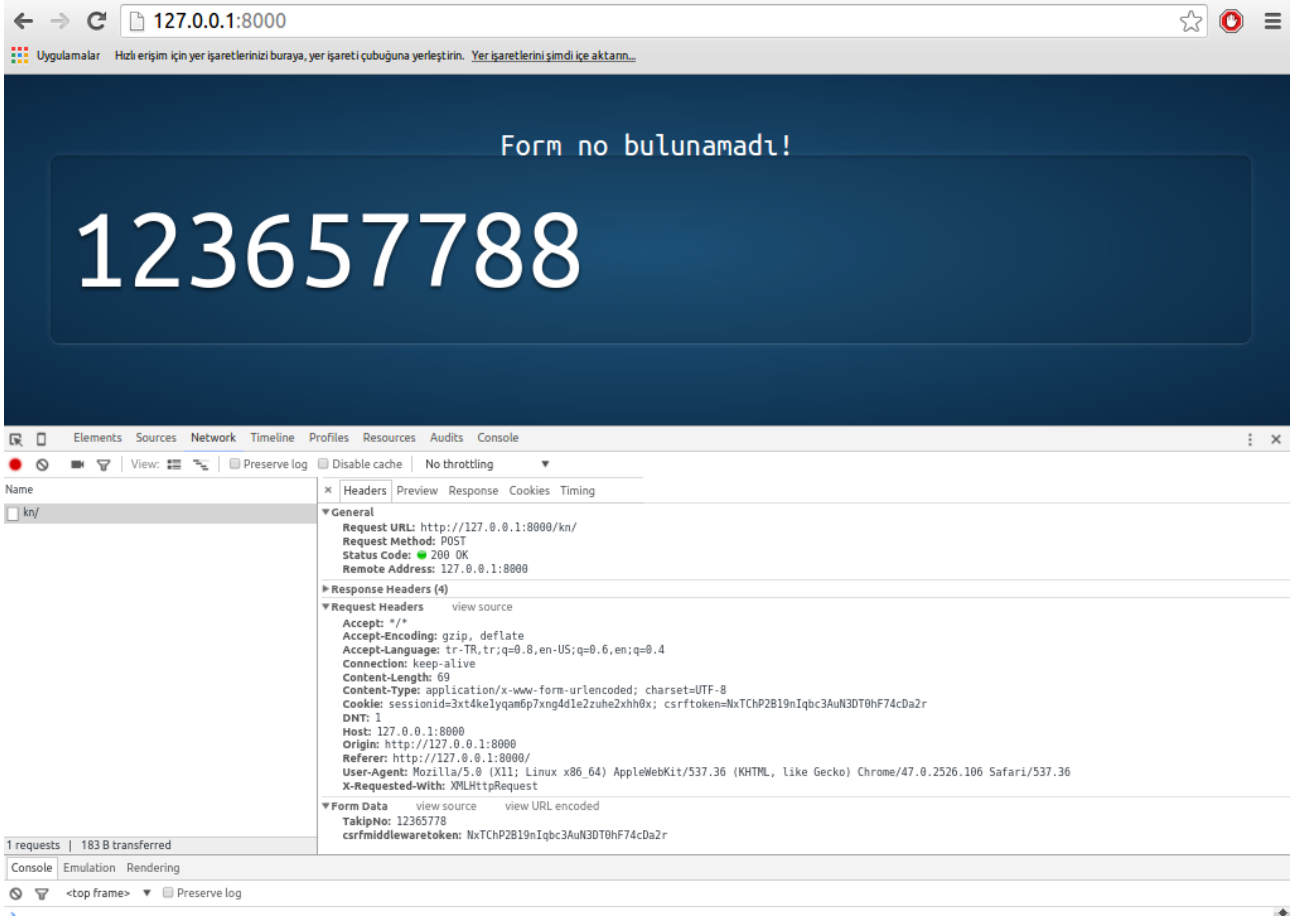 127.0.0.1:8000
Uygulamalar Hızlı erişim için yer işaretlerinizi buraya, yer işareti çubuğuna yerleştirin. Yer işaretlerini şimdi içe aktarın...
Form no bulunamadı!
123657788
Elements Sources Network Timeline Profiles Resources Audits Console
View: Preserve log Disable cache No throttling
Name
× Headers Preview Response Cookies Timing
kn/
General
Request URL: http://127.0.0.1:8000/kn/
Request Method: POST
Status Code: 200 OK
Remote Address: 127.0.0.1:8000
Response Headers (4)
Request Headers view source
Accept: */*
Accept-Encoding: gzip, deflate
Accept-Language: tr-TR,tr;q=0.8,en-US;q=0.6,en;q=0.4
Connection: keep-alive
Content-Length: 69
Content-Type: application/x-www-form-urlencoded; charset=UTF-8
Cookie: sessionid=3xt4ke1yqam6p7xng4d1e2zuhe2xhh0x; csrftoken=NxTChP2B19nIqbc3AuN3DT0hF74cDa2r
DNT: 1
Host: 127.0.0.1:8000
Origin: http://127.0.0.1:8000
Referer: http://127.0.0.1:8000/
User-Agent: Mozilla/5.0 (X11; Linux x86_64) AppleWebKit/537.36 (KHTML, like Gecko) Chrome/47.0.2526.106 Safari/537.36
X-Requested-With: XMLHttpRequest
Form Data view source view URL encoded
TakipNo: 12365778
csrfmiddlewaretoken: NxTChP2B19nIqbc3AuN3DT0hF74cDa2r
1 requests | 183 B transferred
Console Emulation Rendering
<top frame> Preserve log